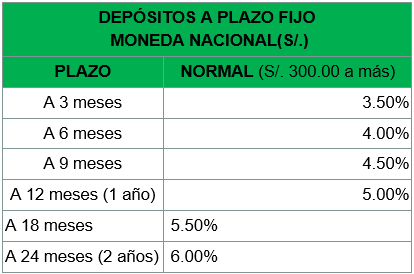 DEPÓSITOS A PLAZO FIJO
MONEDA NACIONAL(S/.)
PLAZO NORMAL (S/. 300.00 a más)
A 3 meses 3.50%
A 6 meses 4.00%
A 9 meses 4.50%
A 12 meses (1 año) 5.00%
A 18 meses 5.50%
A 24 meses (2 años) 6.00%